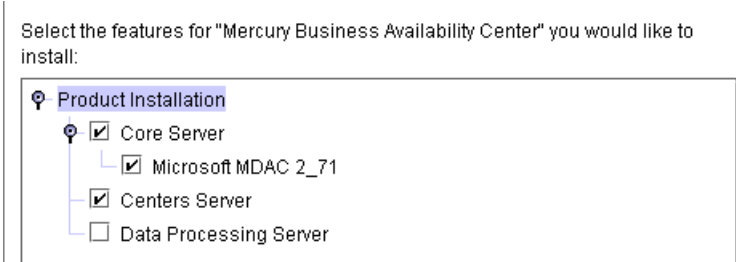 Select the features for "Mercury Business Availability Center" you would like to
install:
Product Installation
Core Server
Microsoft MDAC 2_71
Centers Server
Data Processing Server